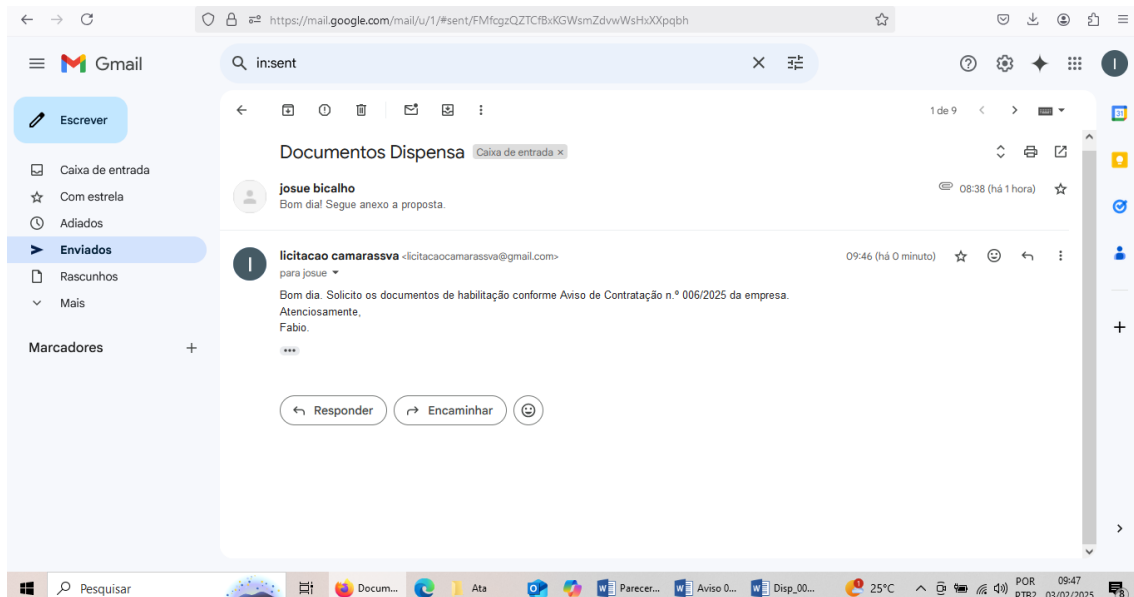 https://mail.google.com/mail/u/1/#sent/FMfcgzQZTCfBxKGWsmZdvwWsHxXXpqbh
Gmail
in:sent
Escrever
1 de 9
Documentos Dispensa Caixa de entrada ×
Caixa de entrada
Com estrela
Adiados
Enviados
Rascunhos
Mais
Marcadores
josue bicalho
08:38 (há 1 hora)
Bom dia! Segue anexo a proposta.
licitacao camarassva <licitacaocamarassva@gmail.com>
09:46 (há 0 minuto)
para josue
Bom dia. Solicito os documentos de habilitação conforme Aviso de Contratação n.º 006/2025 da empresa.
Atenciosamente,
Fabio.
Responder
Encaminhar
I
I
31
Pesquisar
Docum...
Ata
Parecer...
Aviso 0...
Disp_00...
25°C
POR
PTB2
09:47
03/02/2025